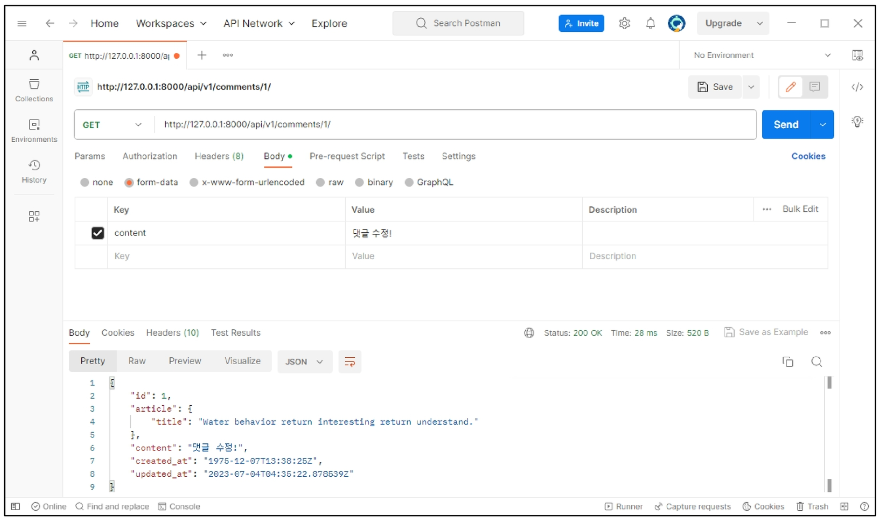 Home Workspaces API Network Explore Search Postman Invite Upgrade
GET http://127.0.0.1:8000/a No Environment
HTTP http://127.0.0.1:8000/api/v1/comments/1/ Save
GET http://127.0.0.1:8000/api/v1/comments/1/ Send
Collections
Environments
History
Params Authorization Headers (8) Body Pre-request Script Tests Settings Cookies
none form-data x-www-form-urlencoded raw binary GraphQL
Key Value Description Bulk Edit
content 댓글 수정!
Key Value Description
Body Cookies Headers (10) Test Results Status: 200 OK Time: 28 ms Size: 520 B Save as Example
Pretty Raw Preview Visualize JSON
1 {
2 "id": 1,
3 "article": {
4 "title": "Water behavior return interesting return understand."
5 },
6 "content": "댓글 수정!",
7 "created_at": "1975-12-07T13:38:25Z",
8 "updated_at": "2023-07-04T04:35:22.878539Z"
9 }
Online Find and replace Console Runner Capture requests Cookies Trash